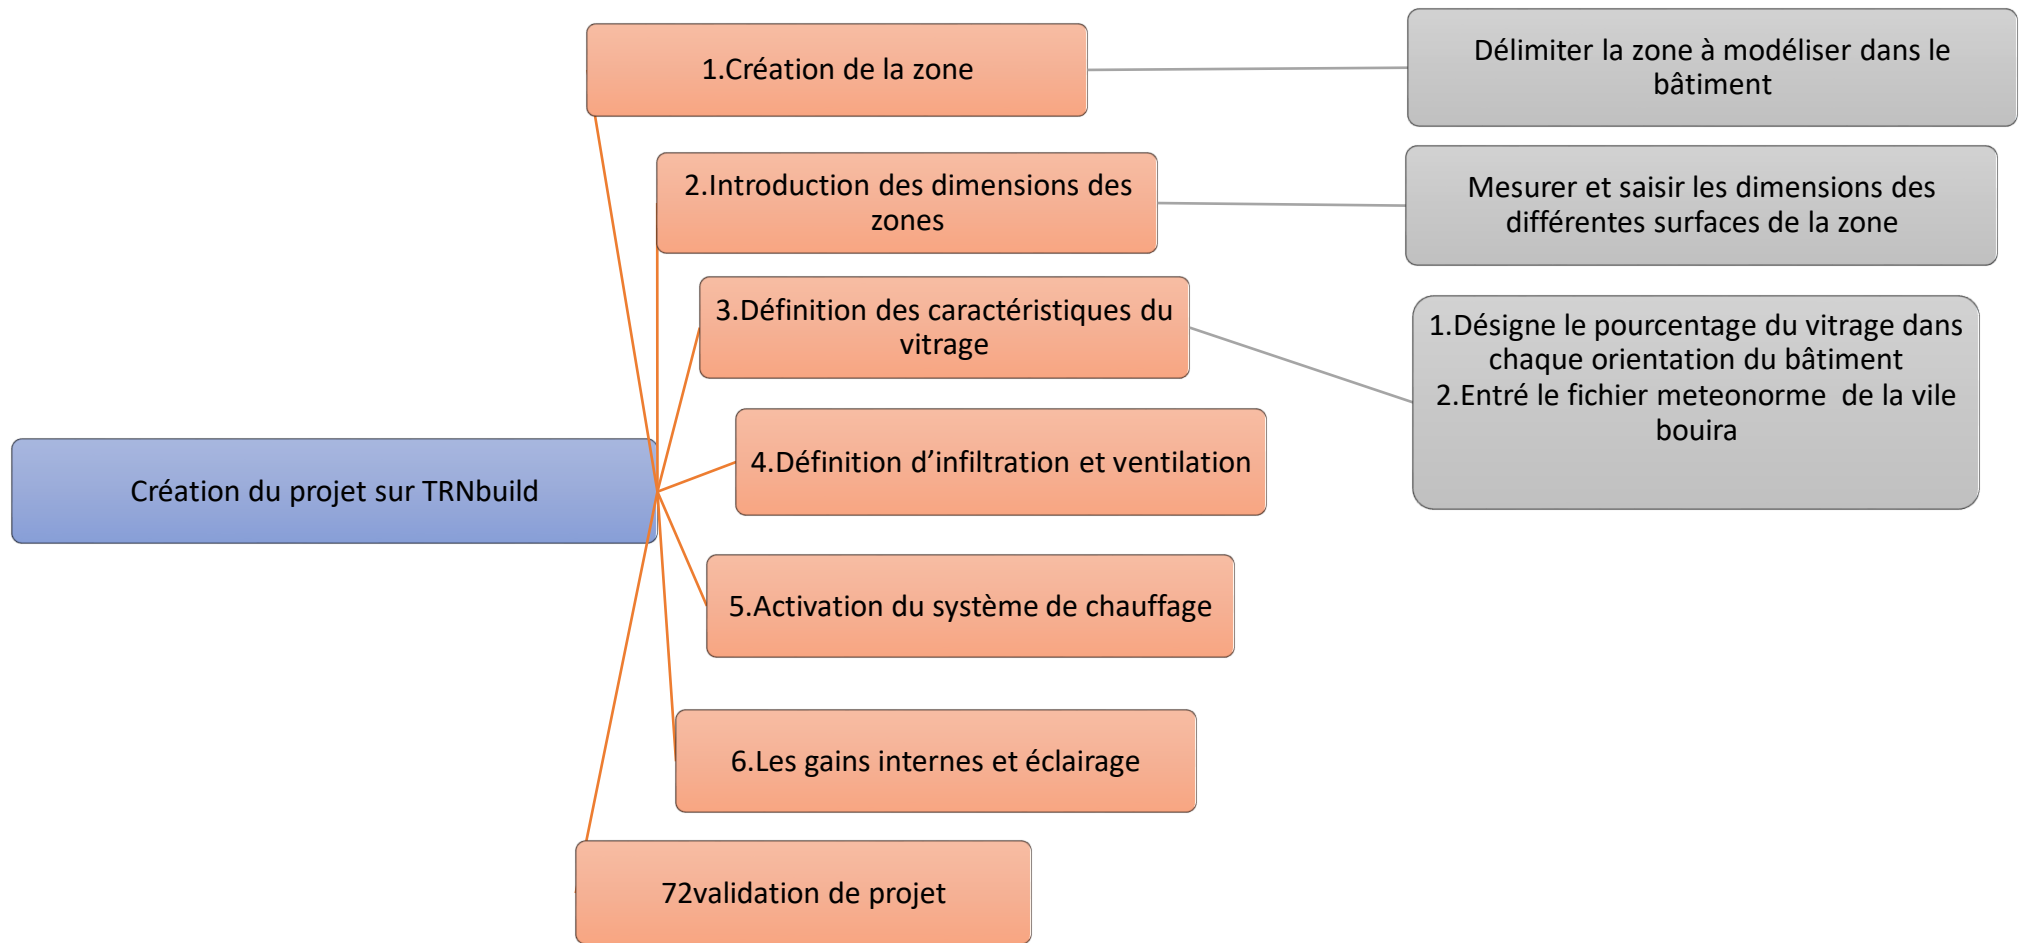 1.Création de la zone
Délimiter la zone à modéliser dans le
bâtiment
2.Introduction des dimensions des
zones
Mesurer et saisir les dimensions des
différentes surfaces de la zone
3.Définition des caractéristiques du
vitrage
1.Désigne le pourcentage du vitrage dans
chaque orientation du bâtiment
2.Entré le fichier meteonorme de la vile
bouira
4.Définition d’infiltration et ventilation
Création du projet sur TRNbuild
5.Activation du système de chauffage
6.Les gains internes et éclairage
72validation de projet